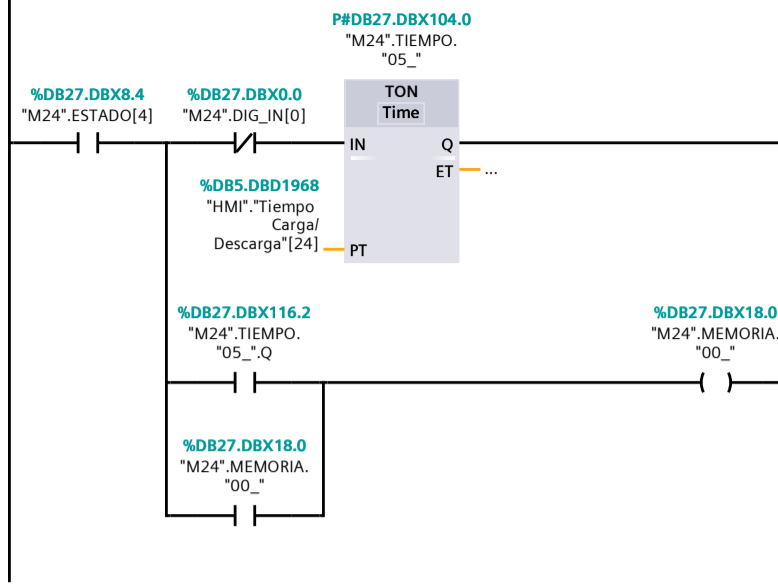 P#DB27.DBX104.0
"M24".TIEMPO.
"05_"
%DB27.DBX8.4
"M24".ESTADO[4]
%DB27.DBX0.0
"M24".DIG_IN[0]
TON
Time
IN
Q
ET
...
%DB5.DBD1968
"HMI"."Tiempo
Carga/
Descarga"[24]
PT
%DB27.DBX116.2
"M24".TIEMPO.
"05_".Q
%DB27.DBX18.0
"M24".MEMORIA.
"00_"
%DB27.DBX18.0
"M24".MEMORIA.
"00_"